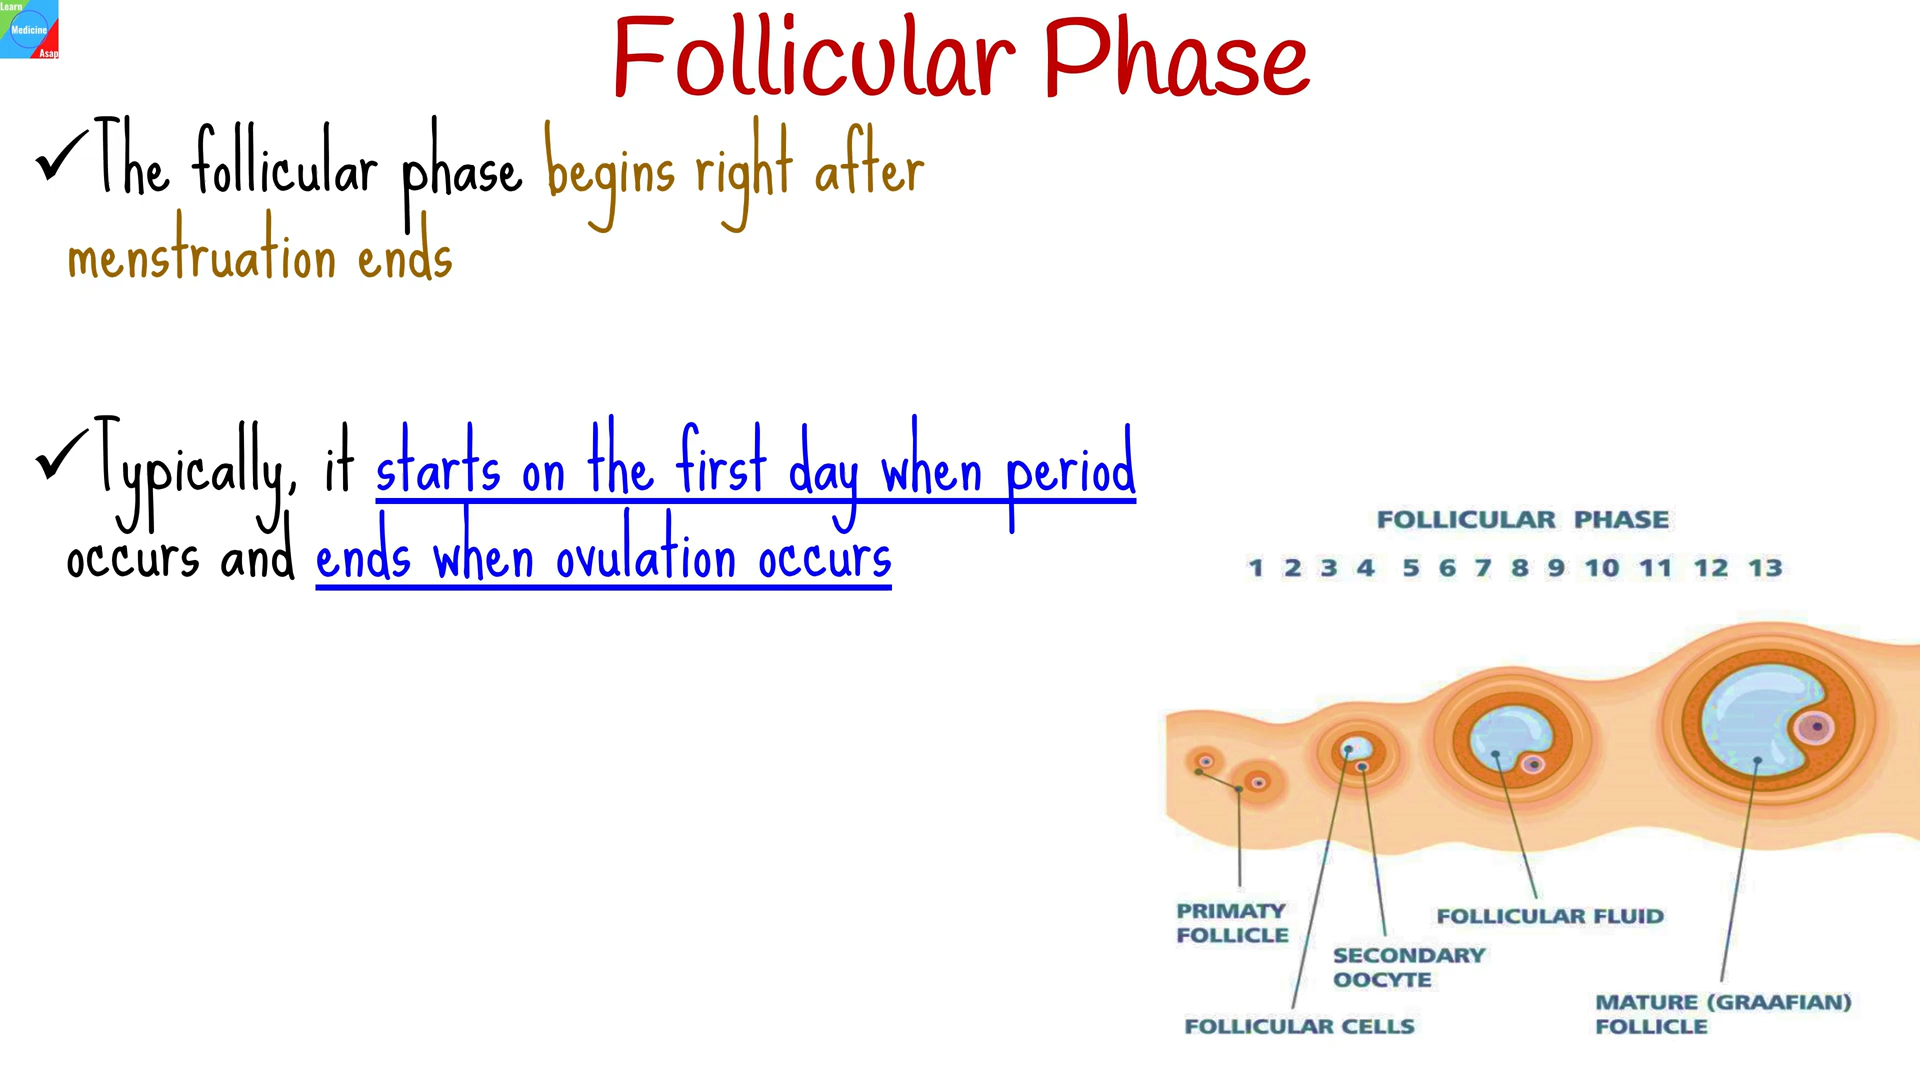 Learn
Medicine
Asap
Follicular Phase
✓The follicular phase begins right after
menstruation ends
✓Typically, it starts on the first day when period
occurs and ends when ovulation occurs
FOLLICULAR PHASE
1 2 3 4 5 6 7 8 9 10 11 12 13
PRIMATY
FOLLICLE
FOLLICULAR FLUID
SECONDARY
OOCYTE
MATURE (GRAAFIAN)
FOLLICLE
FOLLICULAR CELLS